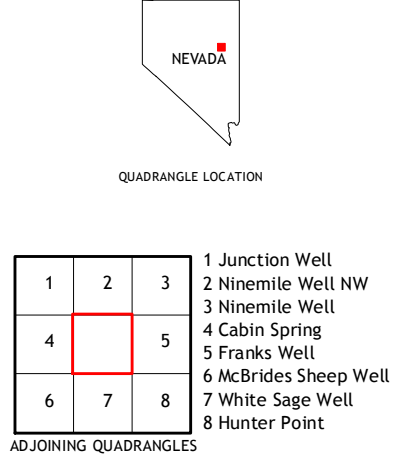 NEVADA
QUADRANGLE LOCATION
1 2 3
4 5
6 7 8
ADJOINING QUADRANGLES
1 Junction Well
2 Ninemile Well NW
3 Ninemile Well
4 Cabin Spring
5 Franks Well
6 McBrides Sheep Well
7 White Sage Well
8 Hunter Point